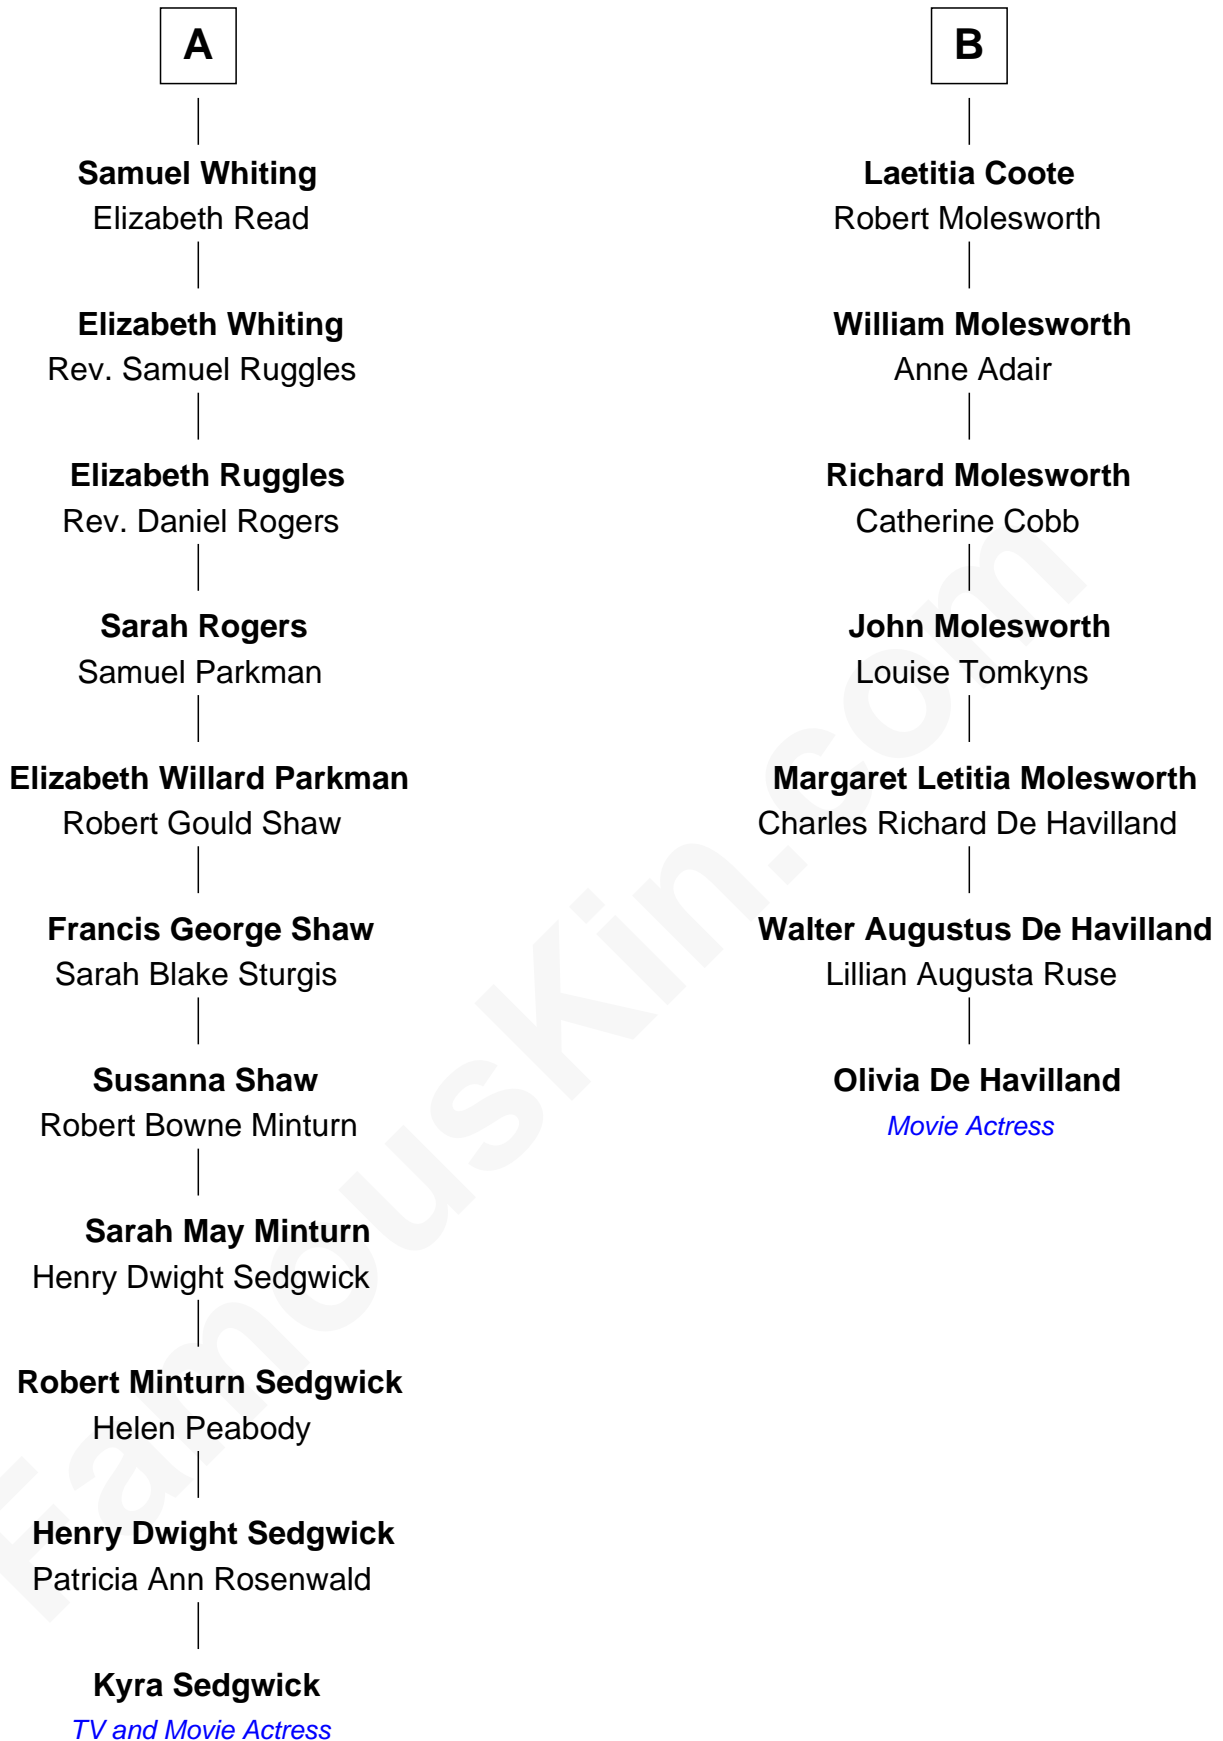 A
Samuel Whiting
Elizabeth Read
Elizabeth Whiting
Rev. Samuel Ruggles
Elizabeth Ruggles
Rev. Daniel Rogers
Sarah Rogers
Samuel Parkman
Elizabeth Willard Parkman
Robert Gould Shaw
Francis George Shaw
Sarah Blake Sturgis
Susanna Shaw
Robert Bowne Minturn
Sarah May Minturn
Henry Dwight Sedgwick
Robert Minturn Sedgwick
Helen Peabody
Henry Dwight Sedgwick
Patricia Ann Rosenwald
Kyra Sedgwick
TV and Movie Actress
B
Laetitia Coote
Robert Molesworth
William Molesworth
Anne Adair
Richard Molesworth
Catherine Cobb
John Molesworth
Louise Tomkyns
Margaret Letitia Molesworth
Charles Richard De Havilland
Walter Augustus De Havilland
Lillian Augusta Ruse
Olivia De Havilland
Movie Actress
FamousKin.com